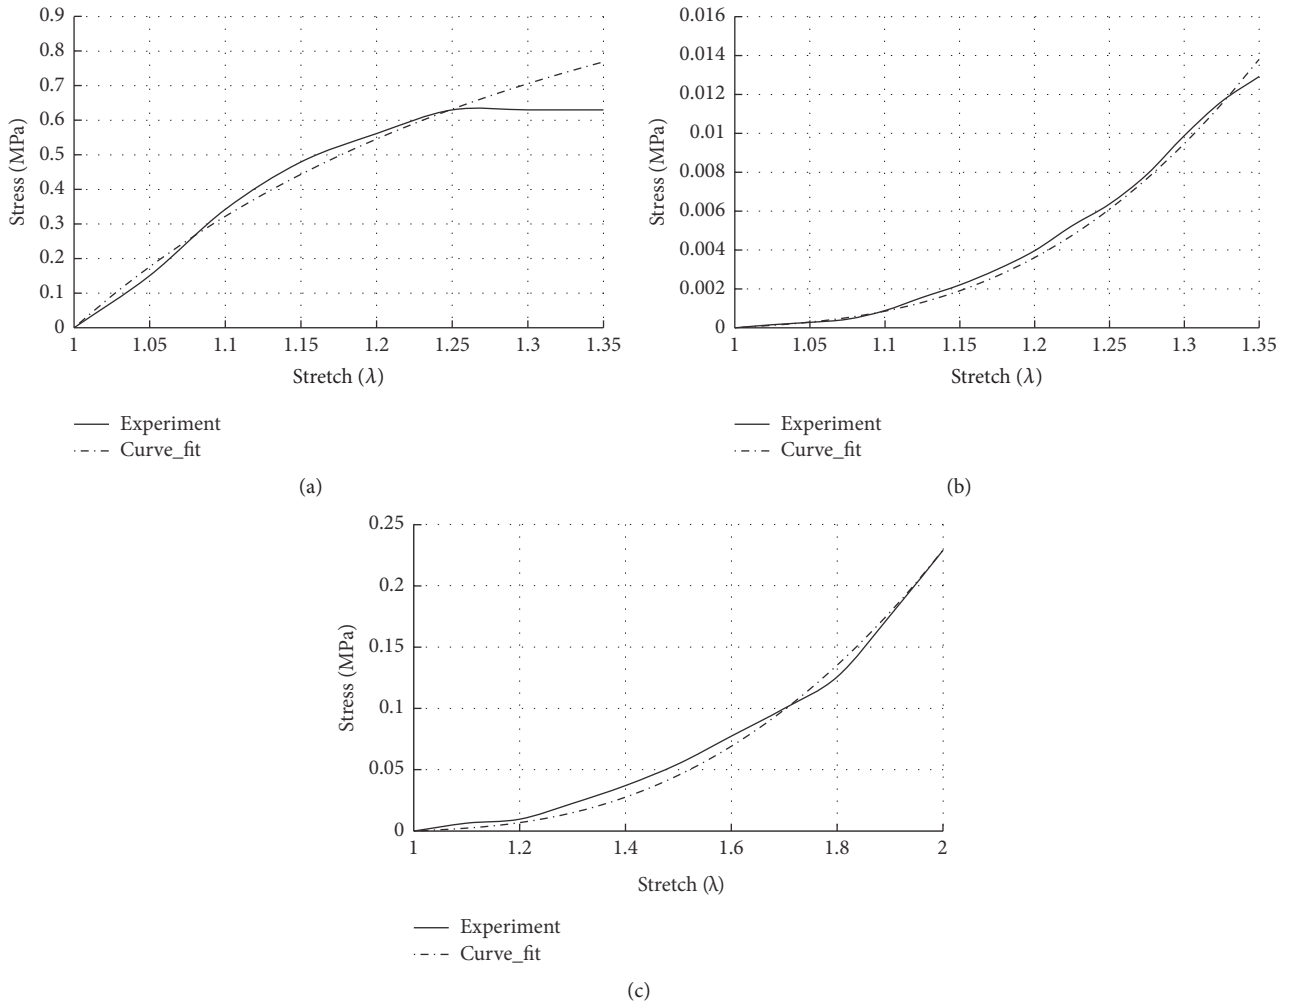 0.9
0.8
0.7
0.6
0.5
0.4
0.3
0.2
0.1
0
Stress (MPa)
1 1.05 1.1 1.15 1.2 1.25 1.3 1.35
Stretch (λ)
Experiment
Curve_fit
(a)
0.016
0.014
0.012
0.01
0.008
0.006
0.004
0.002
0
Stress (MPa)
1 1.05 1.1 1.15 1.2 1.25 1.3 1.35
Stretch (λ)
Experiment
Curve_fit
(b)
0.25
0.2
0.15
0.1
0.05
0
Stress (MPa)
1 1.2 1.4 1.6 1.8 2
Stretch (λ)
Experiment
Curve_fit
(c)